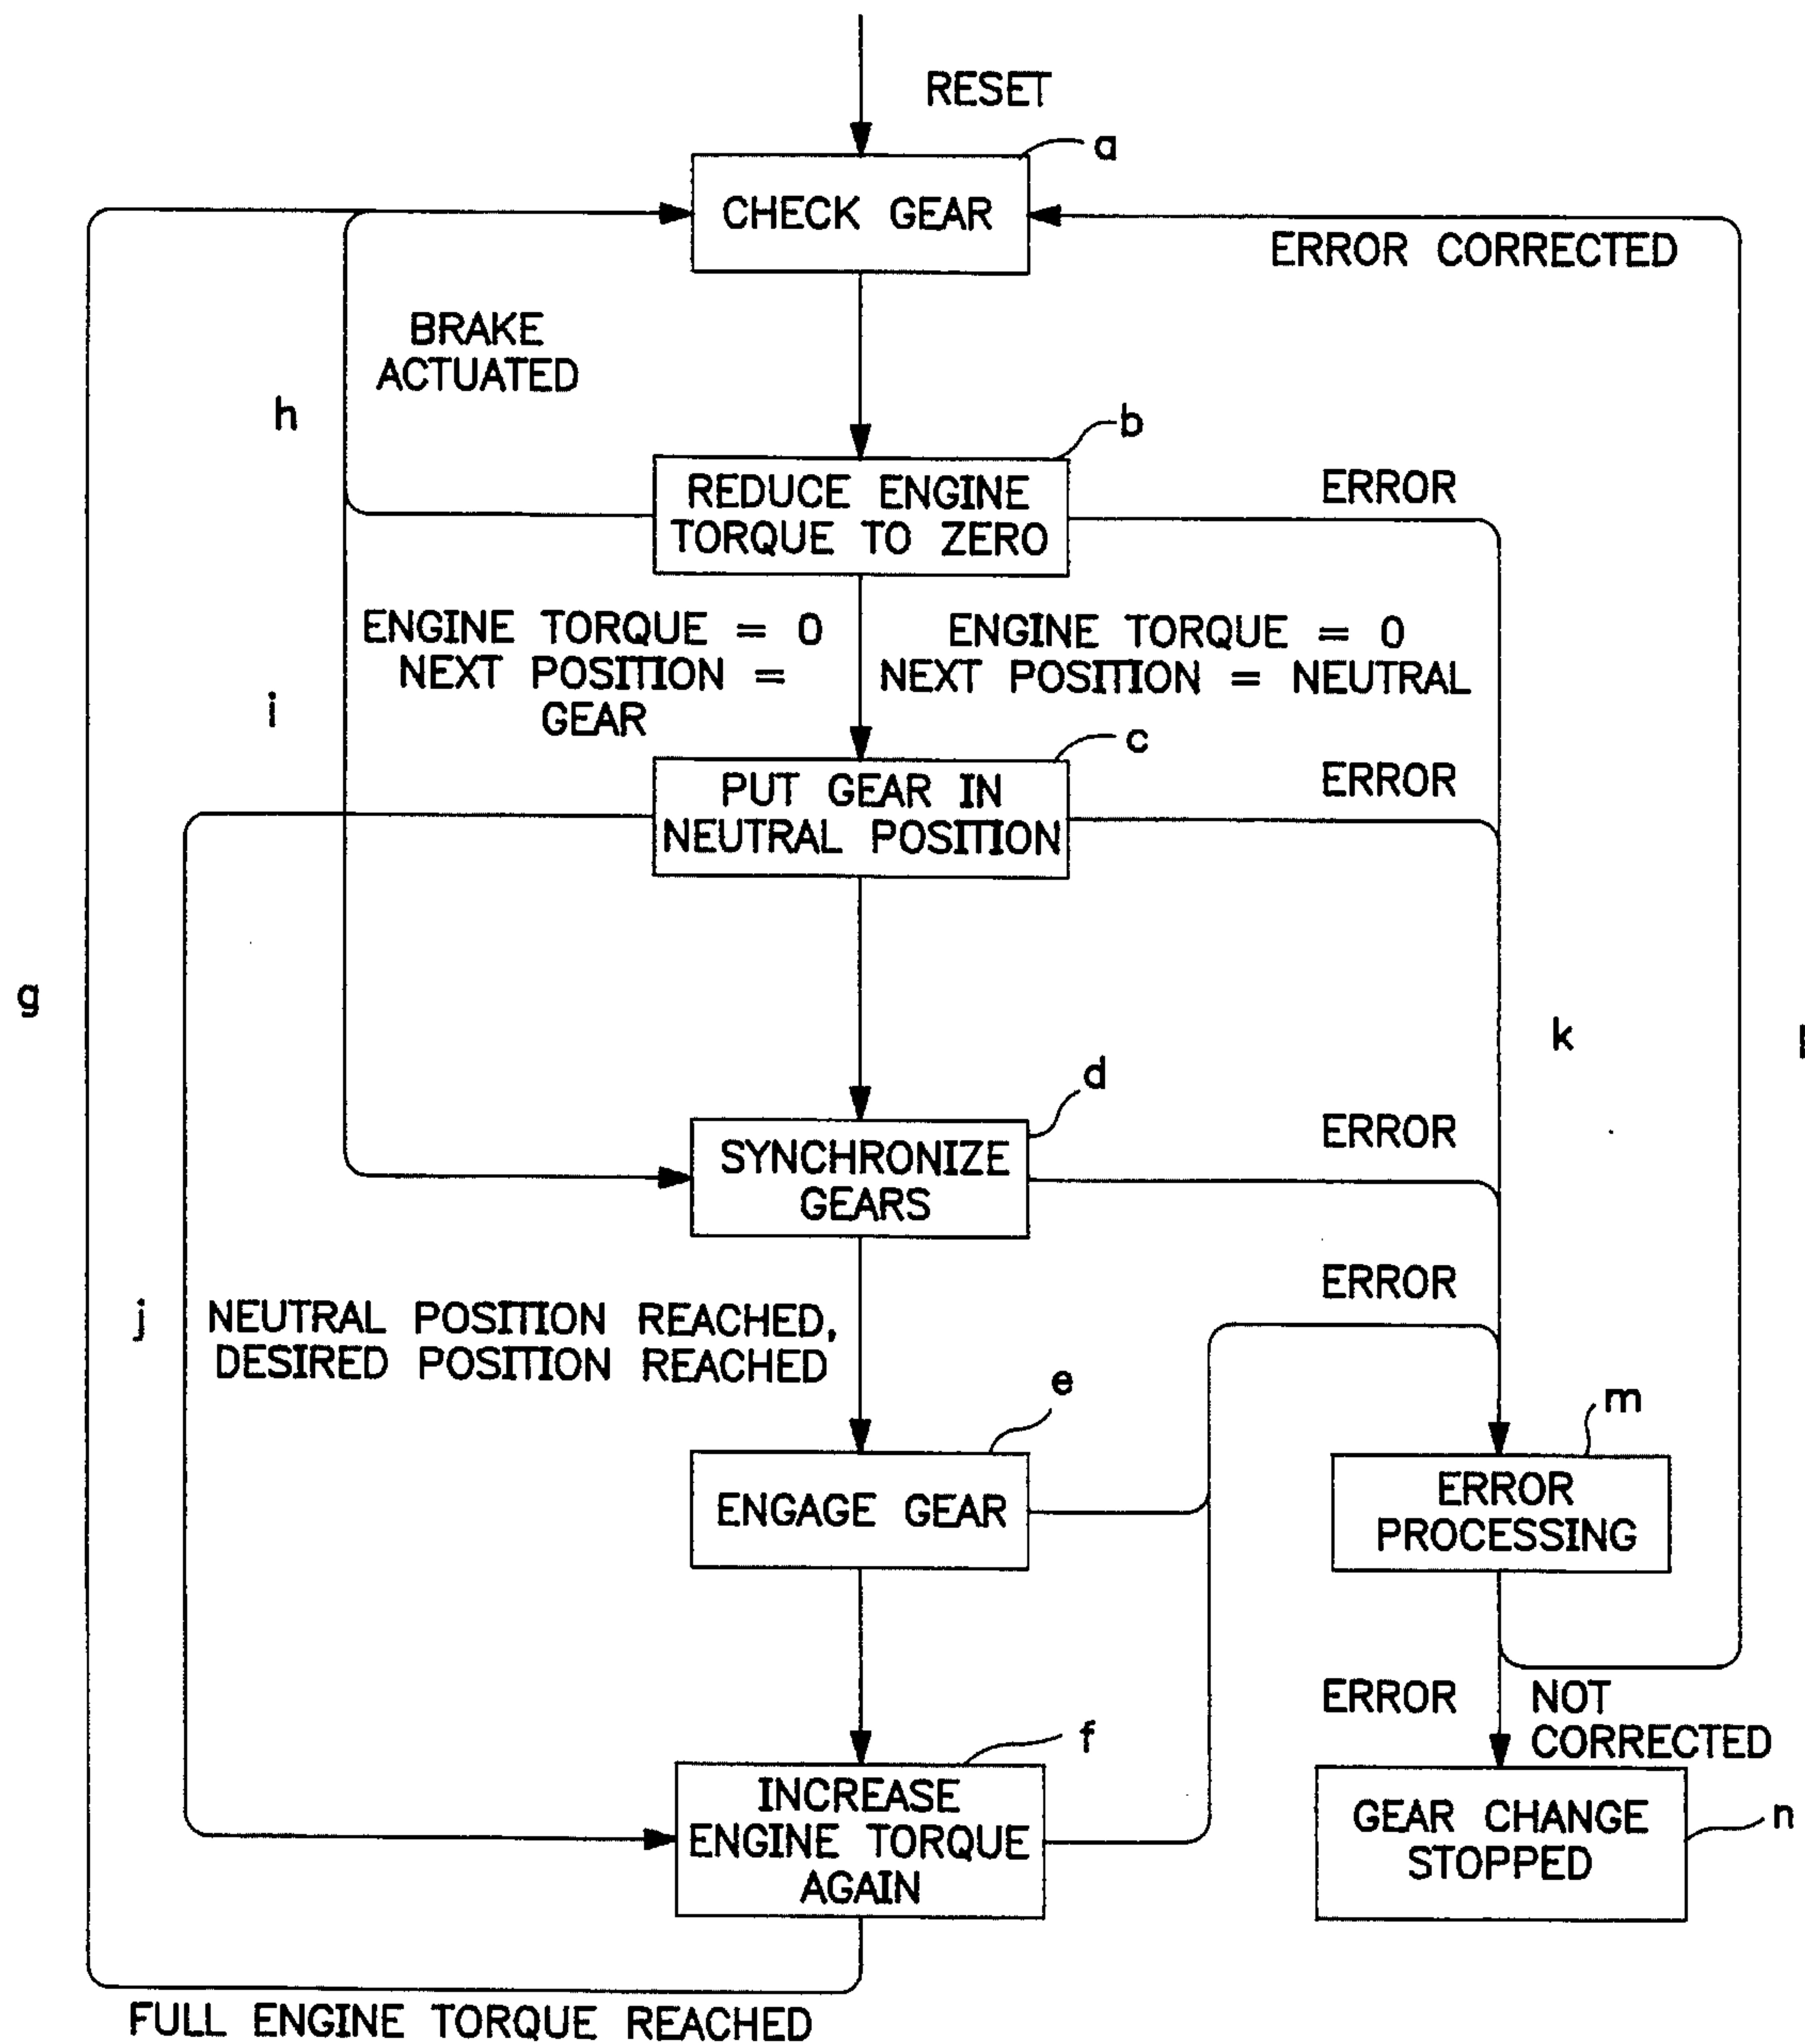 RESET
a
CHECK GEAR
ERROR CORRECTED
BRAKE
ACTUATED
h
b
REDUCE ENGINE
TORQUE TO ZERO
ERROR
ENGINE TORQUE = 0
NEXT POSITION =
GEAR
ENGINE TORQUE = 0
NEXT POSITION = NEUTRAL
i
c
PUT GEAR IN
NEUTRAL POSITION
ERROR
g
k
d
SYNCHRONIZE
GEARS
ERROR
ERROR
j
NEUTRAL POSITION REACHED,
DESIRED POSITION REACHED
e
ENGAGE GEAR
m
ERROR
PROCESSING
ERROR
NOT
CORRECTED
f
INCREASE
ENGINE TORQUE
AGAIN
GEAR CHANGE
STOPPED
n
FULL ENGINE TORQUE REACHED